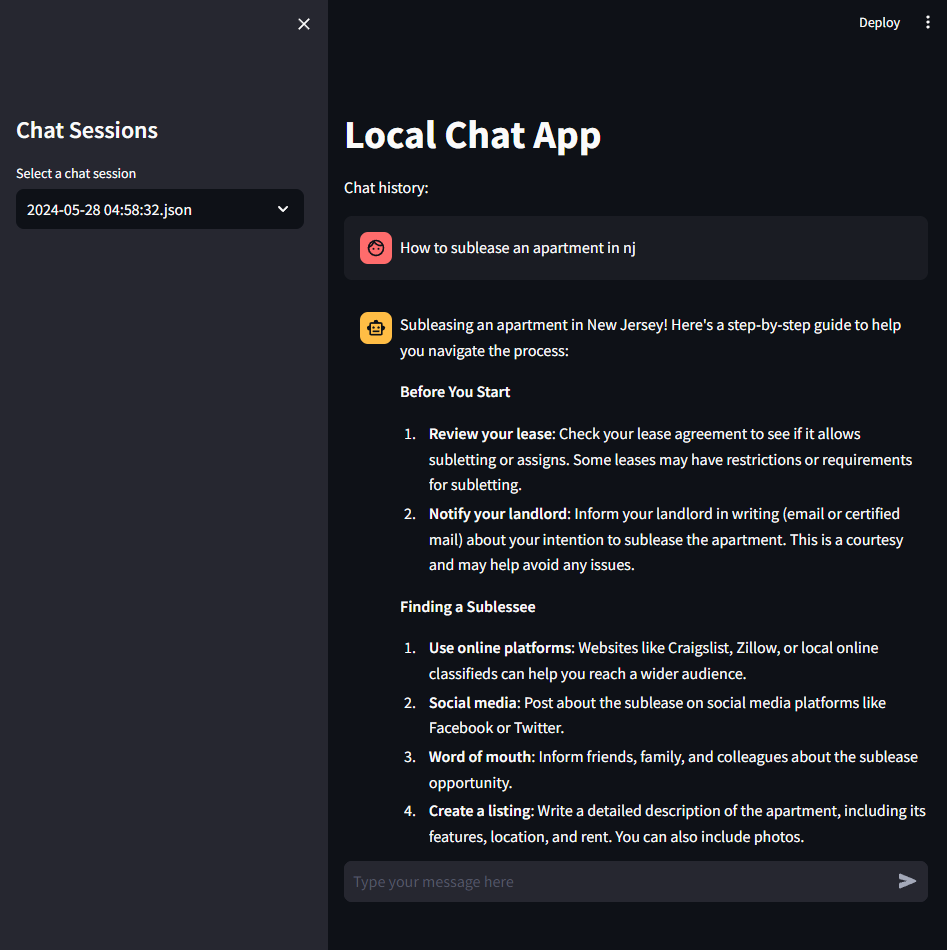 Deploy
Chat Sessions
Select a chat session
2024-05-28 04:58:32.json
Local Chat App
Chat history:
How to sublease an apartment in nj
Subleasing an apartment in New Jersey! Here's a step-by-step guide to help
you navigate the process:
Before You Start
1. Review your lease: Check your lease agreement to see if it allows
subletting or assigns. Some leases may have restrictions or requirements
for subletting.
2. Notify your landlord: Inform your landlord in writing (email or certified
mail) about your intention to sublease the apartment. This is a courtesy
and may help avoid any issues.
Finding a Sublessee
1. Use online platforms: Websites like Craigslist, Zillow, or local online
classifieds can help you reach a wider audience.
2. Social media: Post about the sublease on social media platforms like
Facebook or Twitter.
3. Word of mouth: Inform friends, family, and colleagues about the sublease
opportunity.
4. Create a listing: Write a detailed description of the apartment, including its
features, location, and rent. You can also include photos.
Type your message here